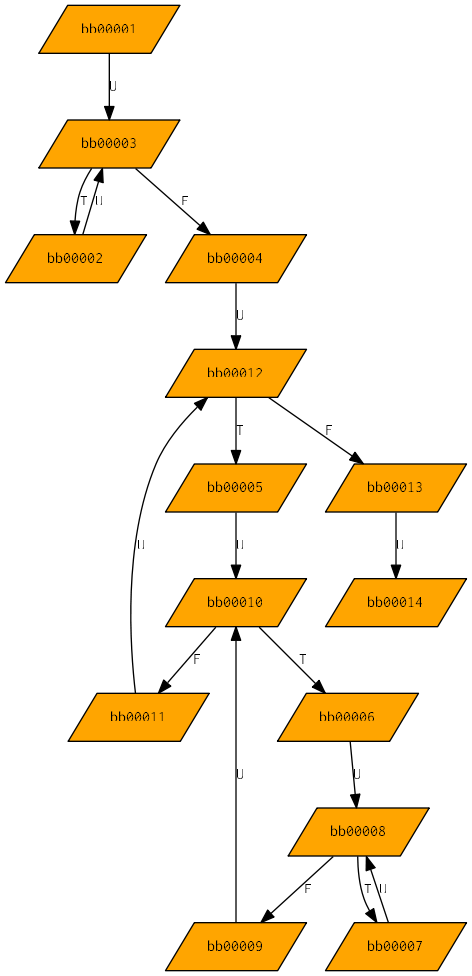 bb00001
U
bb00003
T U F
bb00002 bb00004
U
bb00012
T F
bb00005 bb00013
U U U
bb00010 bb00014
F T
bb00011 bb00006
U U
bb00008
F T U
bb00009 bb00007